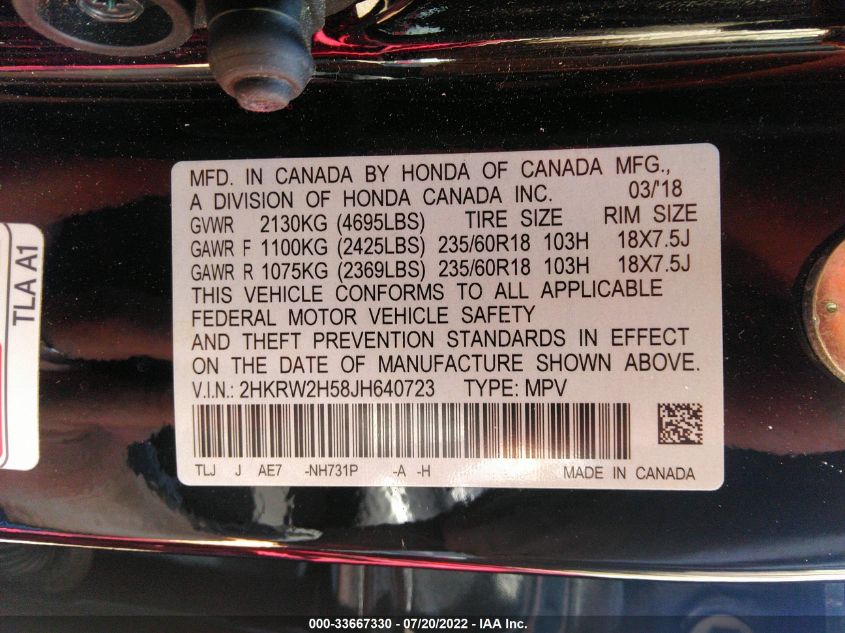 MFD. IN CANADA BY HONDA OF CANADA MFG.,
A DIVISION OF HONDA CANADA INC. 03/'18
GVWR 2130KG (4695LBS) TIRE SIZE RIM SIZE
GAWR F 1100KG (2425LBS) 235/60R18 103H 18X7.5J
GAWR R 1075KG (2369LBS) 235/60R18 103H 18X7.5J
THIS VEHICLE CONFORMS TO ALL APPLICABLE
FEDERAL MOTOR VEHICLE SAFETY
AND THEFT PREVENTION STANDARDS IN EFFECT
ON THE DATE OF MANUFACTURE SHOWN ABOVE.
V.I.N.: 2HKRW2H58JH640723 TYPE: MPV
TLJ J AE7 -NH731P -A -H MADE IN CANADA
TLA A1
000-33667330 - 07/20/2022 - IAA Inc.